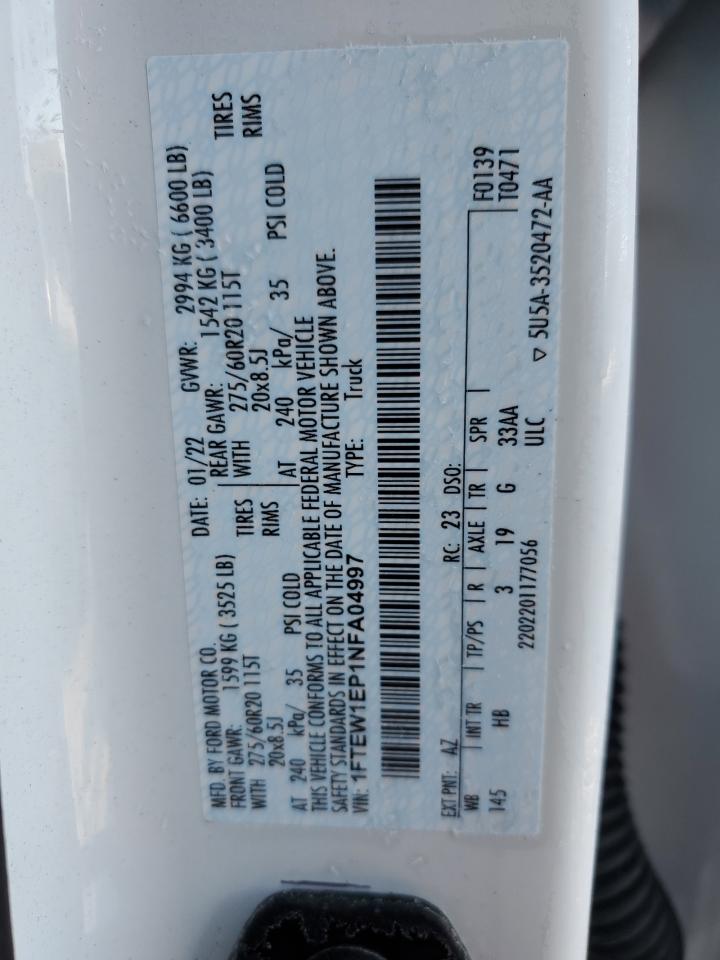 MFD. BY FORD MOTOR CO. DATE: 01/22 GVWR: 2994 KG ( 6600 LB)
FRONT GAWR: 1599 KG ( 3525 LB) REAR GAWR: 1542 KG ( 3400 LB)
WITH 275/60R20 115T TIRES WITH 275/60R20 115T TIRES
20x8.5J RIMS 20x8.5J RIMS
AT 240 kPa/ 35 PSI COLD AT 240 kPa/ 35 PSI COLD
THIS VEHICLE CONFORMS TO ALL APPLICABLE FEDERAL MOTOR VEHICLE
SAFETY STANDARDS IN EFFECT ON THE DATE OF MANUFACTURE SHOWN ABOVE.
VIN: 1FTEW1EP1NFA04997 TYPE: Truck
EXT PNT: AZ RC: 23 DSO: F0139
WB INT TR TP/PS R AXLE TR SPR T0471
145 HB 3 19 G 33AA
2202201177056 ULC ▽ 5U5A-3520472-AA